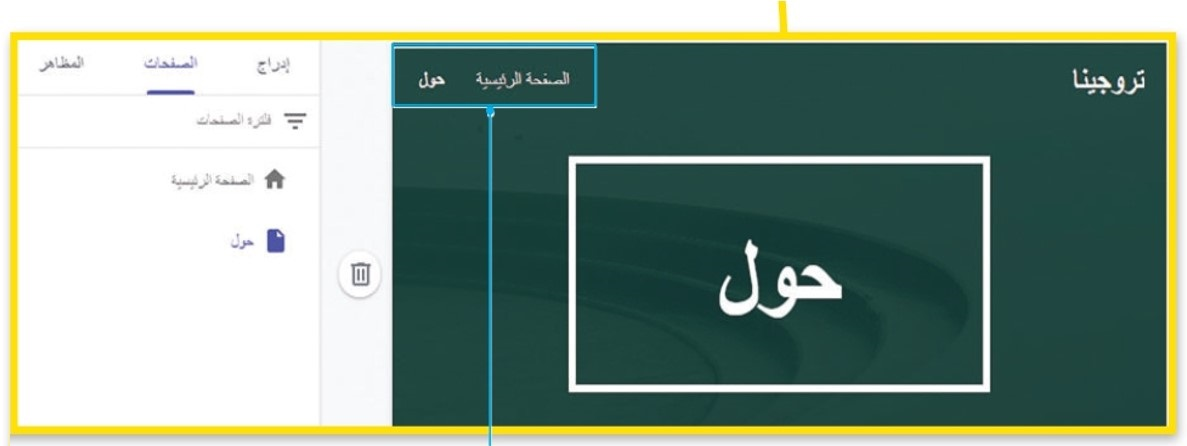 تروجينا
الصفحة الرئيسية حول
حول
إدراج الصفحات المظاهر
فلترة الصفحات
الصفحة الرئيسية
حول